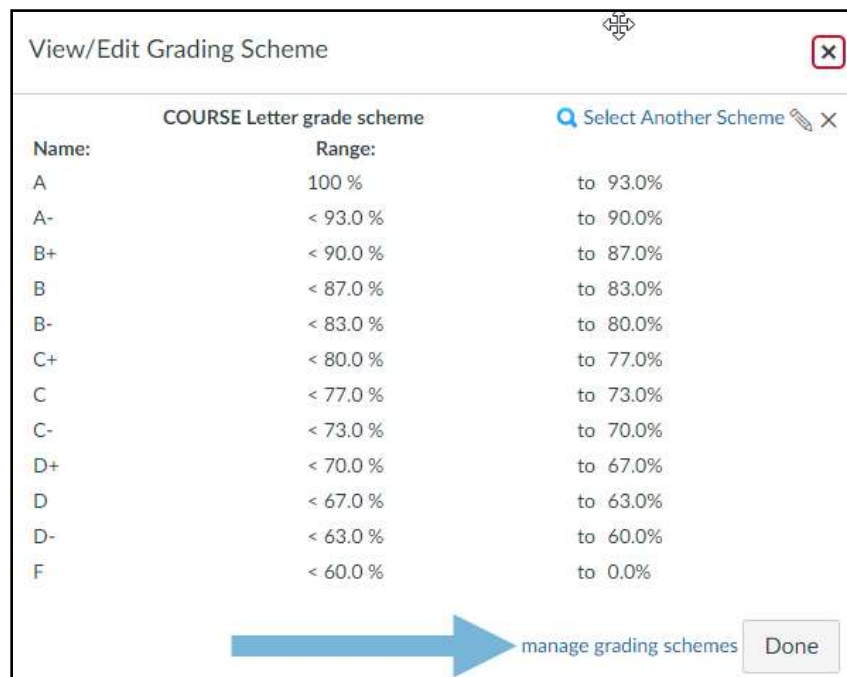 View/Edit Grading Scheme
COURSE Letter grade scheme Select Another Scheme
Name: Range:
A 100 % to 93.0%
A- < 93.0 % to 90.0%
B+ < 90.0 % to 87.0%
B < 87.0 % to 83.0%
B- < 83.0 % to 80.0%
C+ < 80.0 % to 77.0%
C < 77.0 % to 73.0%
C- < 73.0 % to 70.0%
D+ < 70.0 % to 67.0%
D < 67.0 % to 63.0%
D- < 63.0 % to 60.0%
F < 60.0 % to 0.0%
manage grading schemes Done